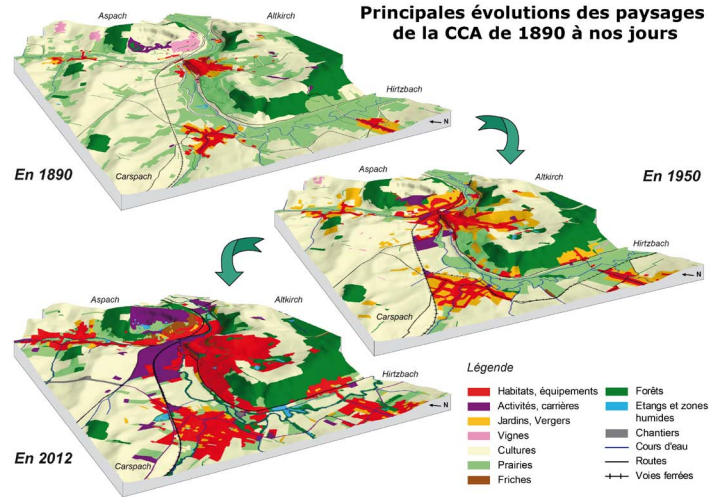 Principales évolutions des paysages
de la CCA de 1890 à nos jours
Aspach
Altkirch
Hirtzbach
N
Carspach
En 1890
En 1950
Aspach
Altkirch
Hirtzbach
N
Carspach
Aspach
Altkirch
Hirtzbach
N
Carspach
En 2012
Légende
Habitats, équipements
Activités, carrières
Jardins, Vergers
Vignes
Cultures
Prairies
Friches
Forêts
Etangs et zones
humides
Chantiers
Cours d'eau
Routes
Voies ferrées